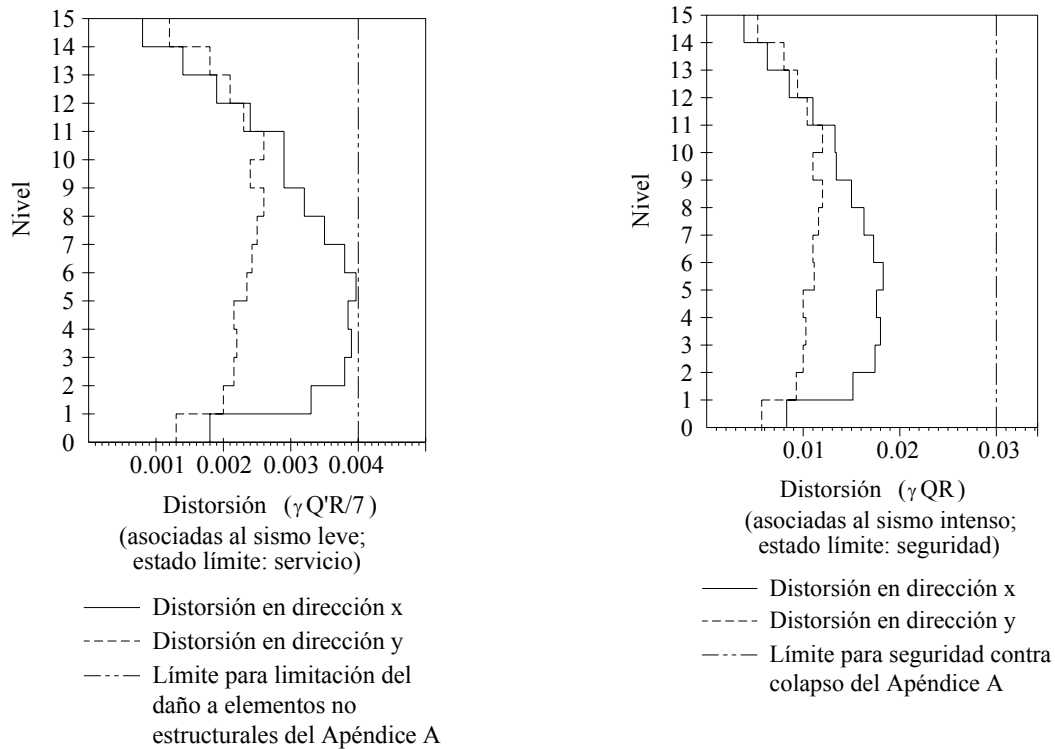 15
14
13
12
11
10
9
8
7
6
5
4
3
2
1
0
Nivel
0.001 0.002 0.003 0.004
Distorsión (γ Q'R/7)
(asociadas al sismo leve;
estado límite: servicio)
Distorsión en dirección x
Distorsión en dirección y
Límite para limitación del
daño a elementos no
estructurales del Apéndice A
15
14
13
12
11
10
9
8
7
6
5
4
3
2
1
0
Nivel
0.01 0.02 0.03
Distorsión (γ QR)
(asociadas al sismo intenso;
estado límite: seguridad)
Distorsión en dirección x
Distorsión en dirección y
Límite para seguridad contra
colapso del Apéndice A